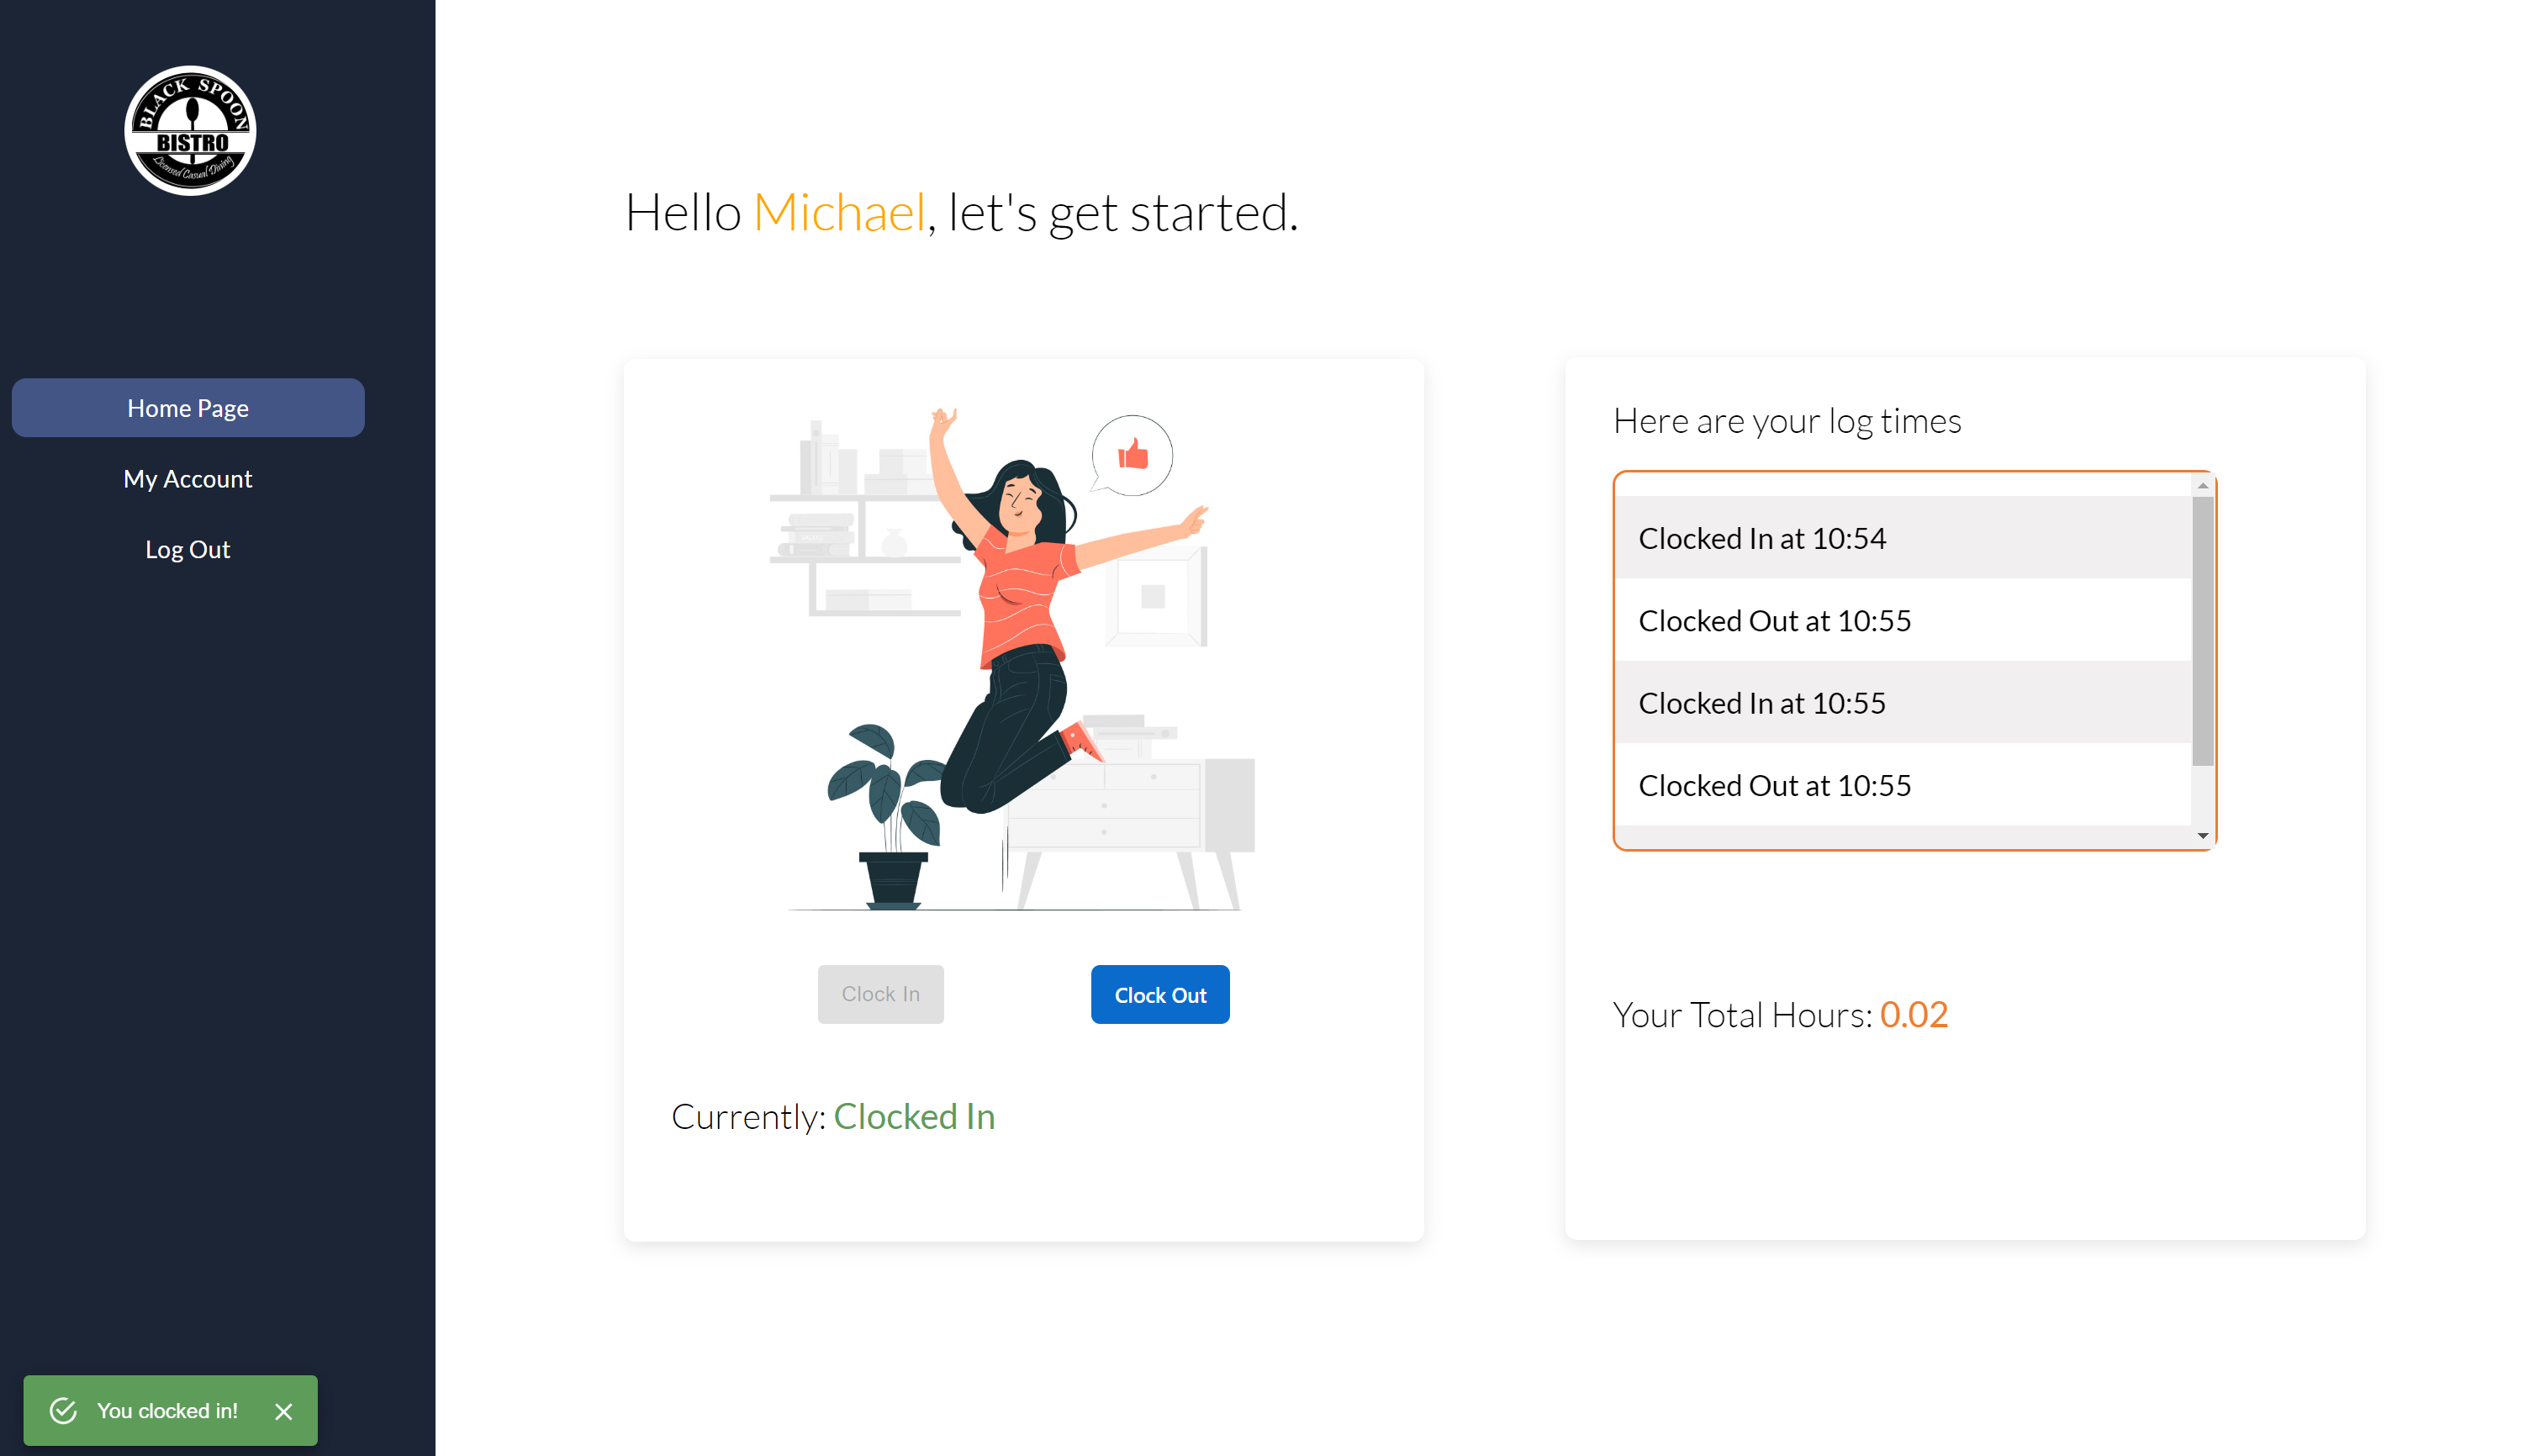 BLACK SPOON
BISTRO
Licensed Casual Dining
Home Page
My Account
Log Out
Hello Michael, let's get started.
Clock In
Clock Out
Currently: Clocked In
Here are your log times
Clocked In at 10:54
Clocked Out at 10:55
Clocked In at 10:55
Clocked Out at 10:55
Your Total Hours: 0.02
You clocked in!